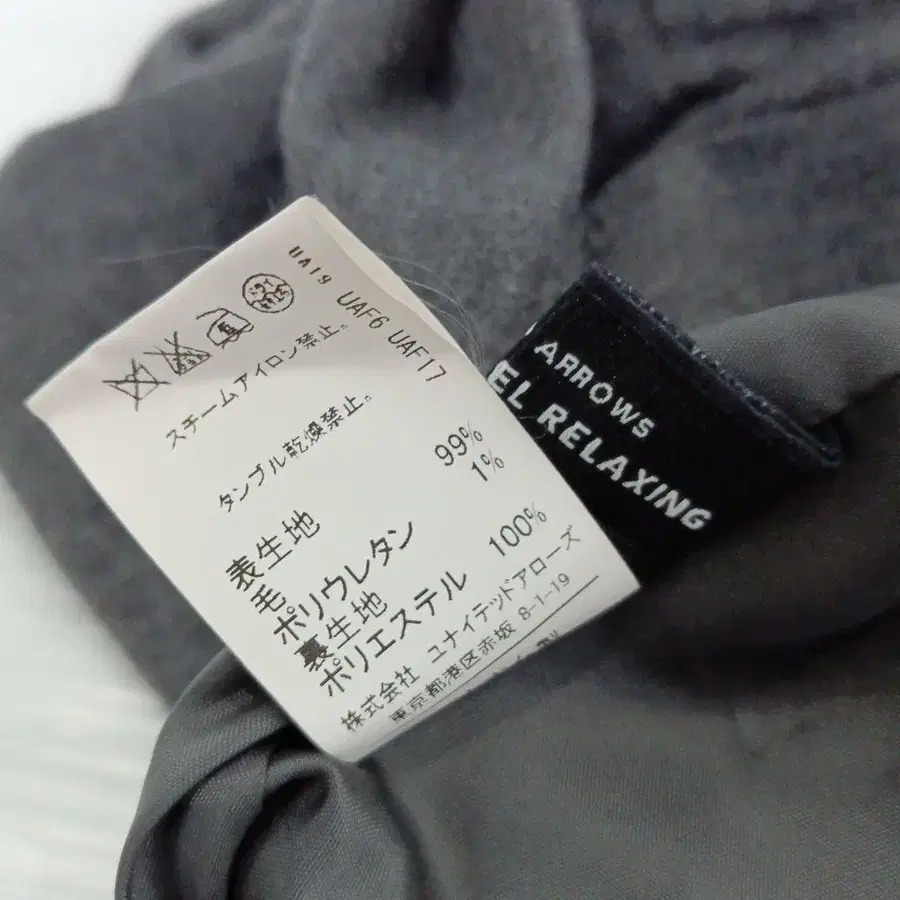 UA19 UAF6 UAF17
スチームアイロン禁止。
タンブル乾燥禁止。
表生地
毛 99%
ポリウレタン 1%
裏生地
ポリエステル 100%
株式会社 ユナイテッドアローズ
東京都港区赤坂 8-1-19
ARROWS
EL RELAXING